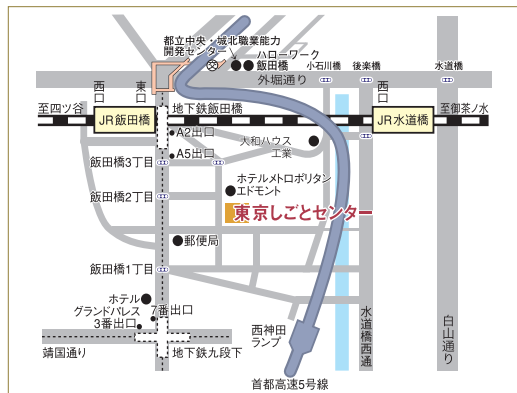 都立中央・城北職業能力
開発センター
ハローワーク
飯田橋
小石川橋
後楽橋
水道橋
外堀通り
西口
東口
西口
至四ツ谷
JR飯田橋
地下鉄飯田橋
JR水道橋
至御茶ノ水
A2出口
大和ハウス
工業
A5出口
飯田橋3丁目
ホテルメトロポリタン
エドモント
飯田橋2丁目
東京しごとセンター
郵便局
飯田橋1丁目
ホテル
グランドパレス
7番出口
3番出口
西神田
ランプ
水道橋西通り
白山通り
靖国通り
地下鉄九段下
首都高速5号線